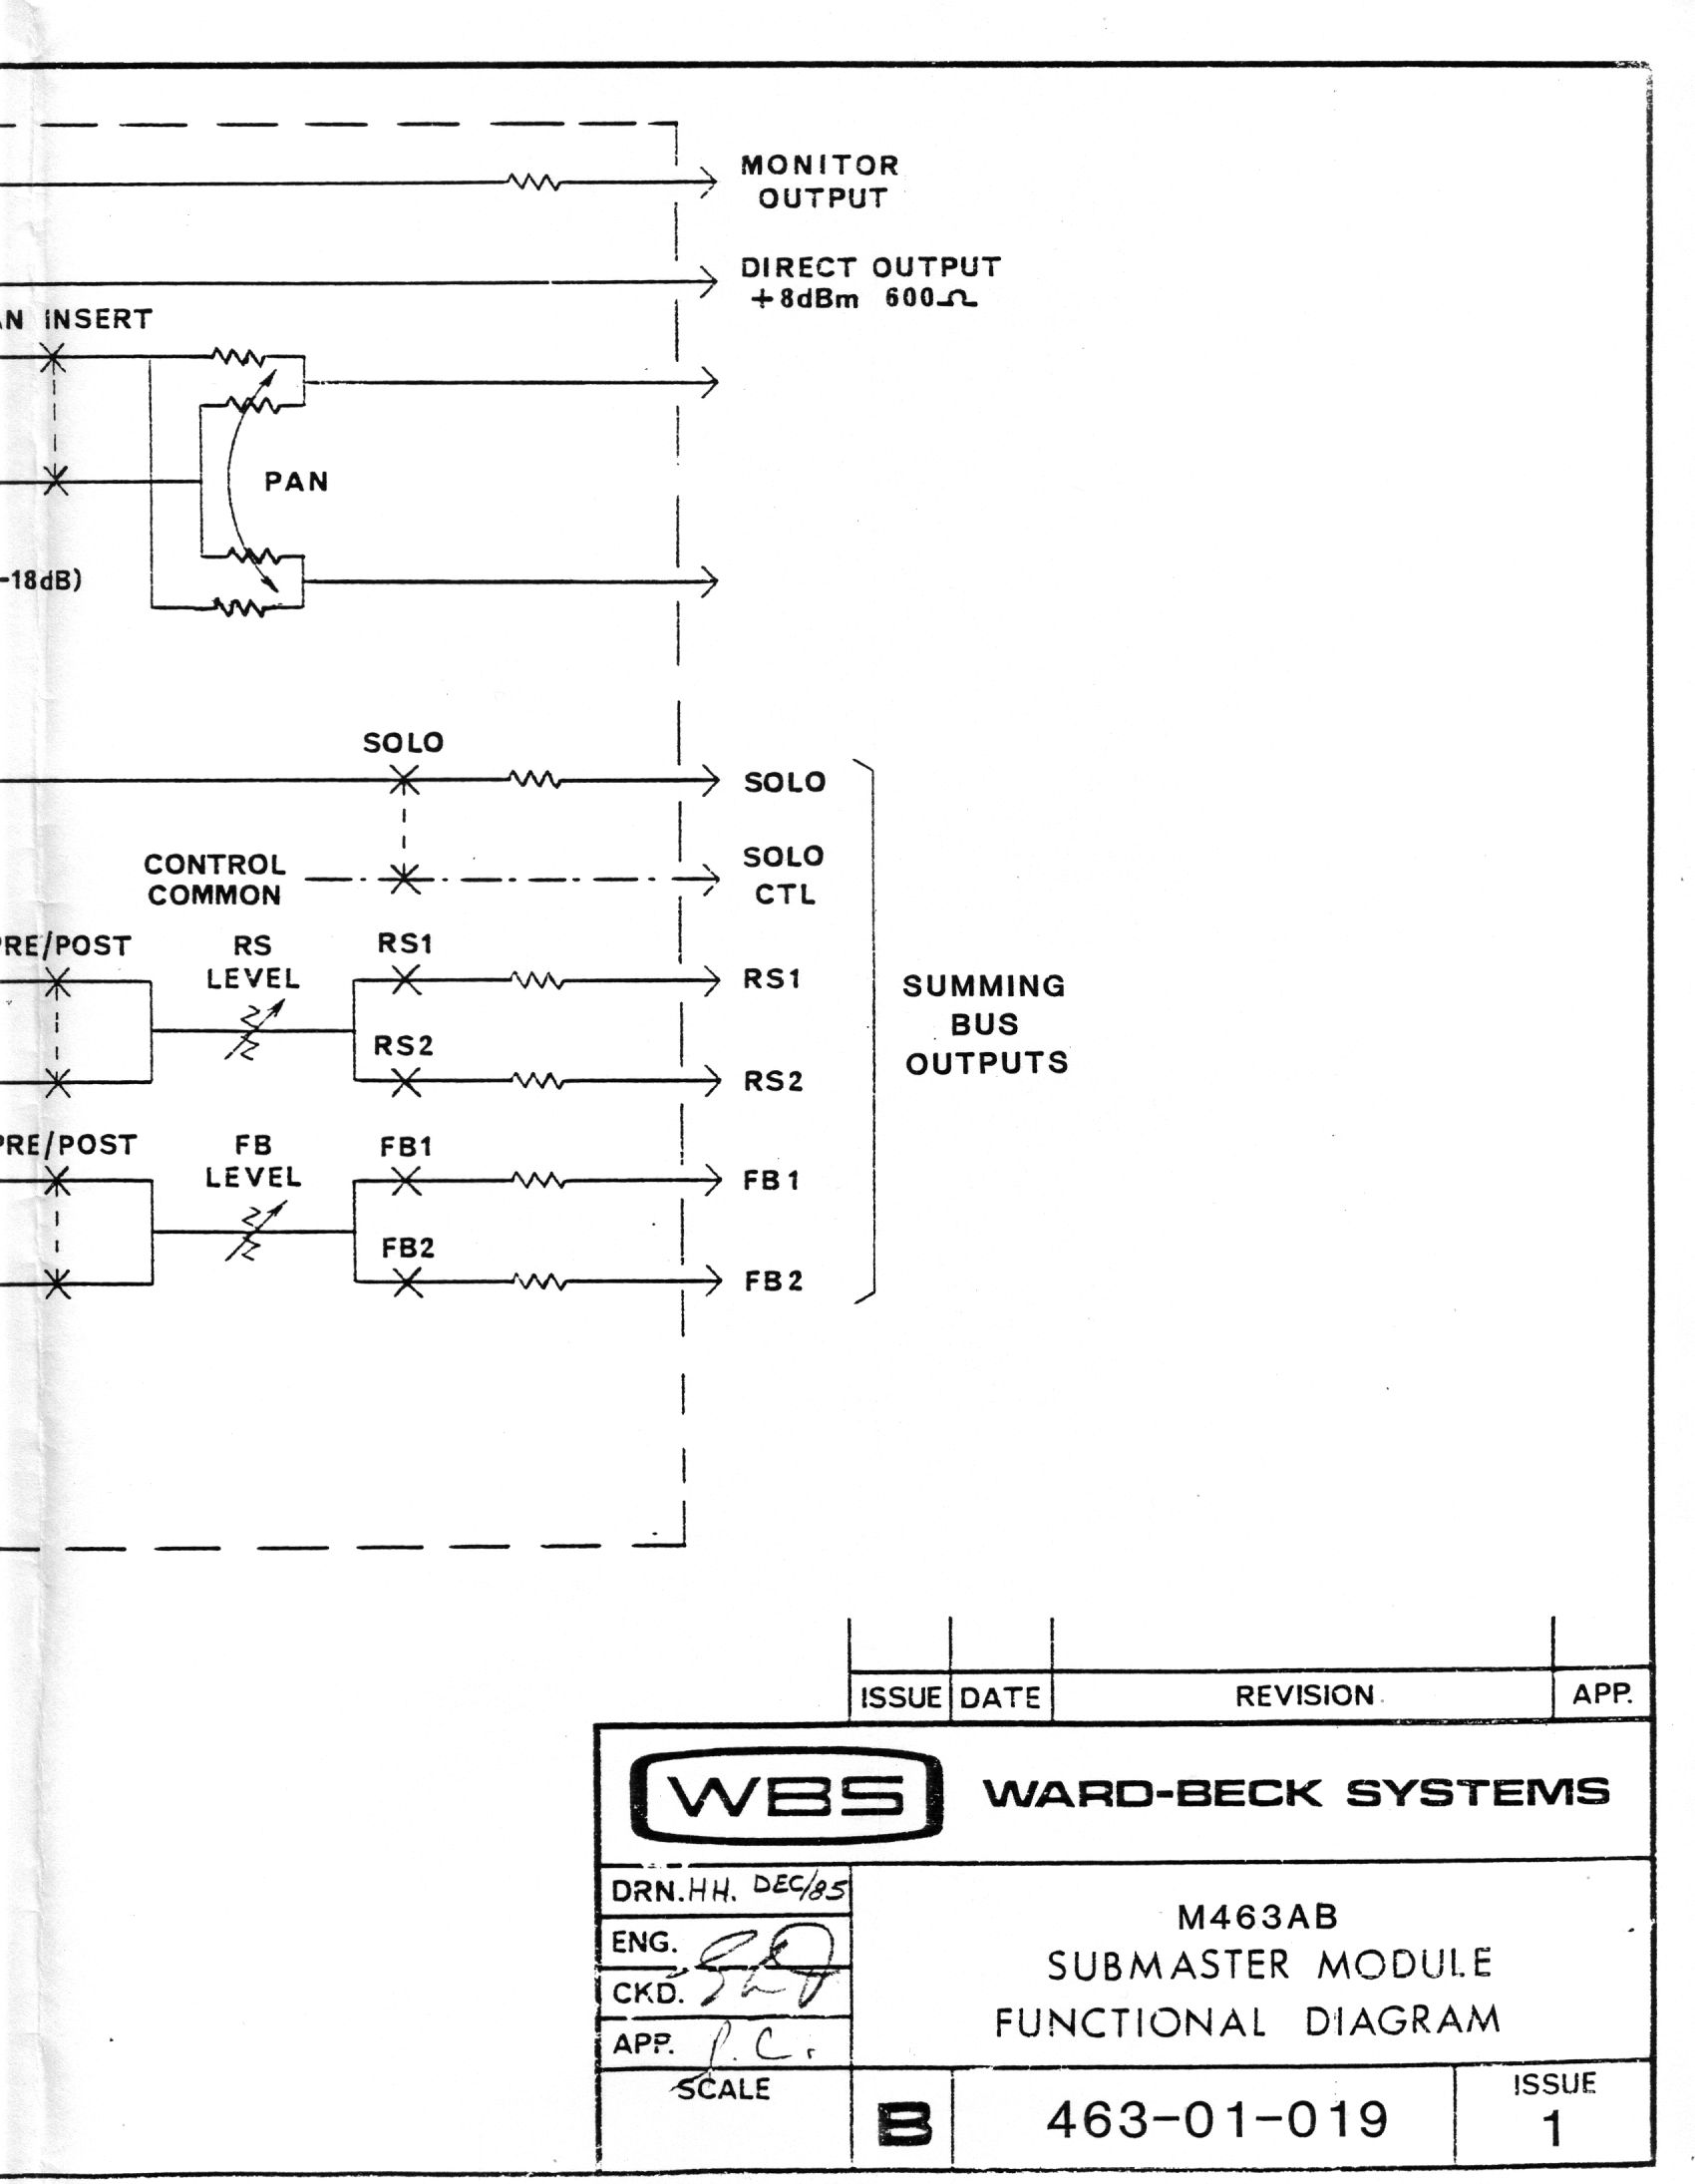 MONITOR
OUTPUT
DIRECT OUTPUT
+8dBm 600Ω
INSERT
PAN
-18dB)
SOLO
SOLO
CONTROL
COMMON
SOLO
CTL
PRE/POST
RS
LEVEL
RS1
RS1
RS2
RS2
SUMMING
BUS
OUTPUTS
PRE/POST
FB
LEVEL
FB1
FB1
FB2
FB2
ISSUE DATE REVISION APP.
WBS WARD-BECK SYSTEMS
DRN. HH. DEC/85
ENG.
CKD.
APP. P.C.
SCALE
M463AB
SUBMASTER MODULE
FUNCTIONAL DIAGRAM
B
463-01-019
ISSUE
1